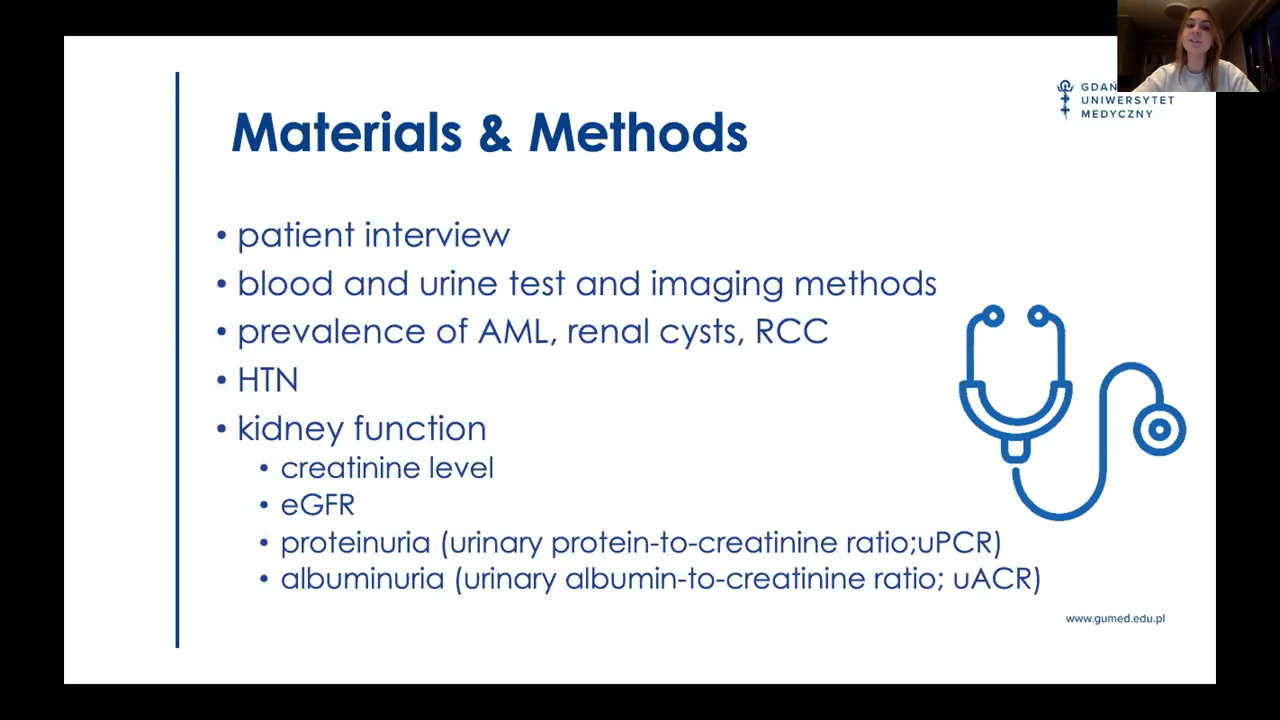 GDAŃ
UNIWERSYTET
MEDYCZNY
Materials & Methods
• patient interview
• blood and urine test and imaging methods
• prevalence of AML, renal cysts, RCC
• HTN
• kidney function
• creatinine level
• eGFR
• proteinuria (urinary protein-to-creatinine ratio;uPCR)
• albuminuria (urinary albumin-to-creatinine ratio; uACR)
www.gumed.edu.pl